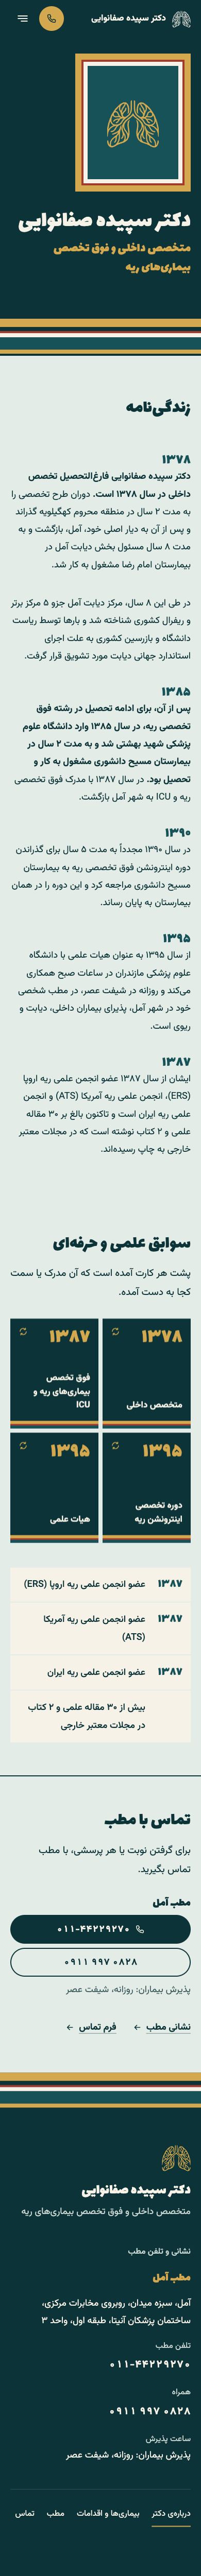 دکتر سپیده صفانوایی
دکتر سپیده صفانوایی
متخصص داخلی و فوق تخصص
بیماری‌های ریه
زندگی‌نامه
۱۳۷۸
دکتر سپیده صفانوایی فارغ‌التحصیل تخصص
داخلی در سال ۱۳۷۸ است. دوران طرح تخصصی را
به مدت ۲ سال در منطقه محروم کهگیلویه گذراند
و پس از آن به دیار اصلی خود، آمل، بازگشت و به
مدت ۸ سال مسئول بخش دیابت آمل در
بیمارستان امام رضا مشغول به کار شد.
در طی این ۸ سال، مرکز دیابت آمل جزو ۵ مرکز برتر
و ریفرال کشوری شناخته شد و بارها توسط ریاست
دانشگاه و بازرسین کشوری به علت اجرای
استاندارد جهانی دیابت مورد تشویق قرار گرفت.
۱۳۸۵
پس از آن، برای ادامه تحصیل در رشته فوق
تخصصی ریه، در سال ۱۳۸۵ وارد دانشگاه علوم
پزشکی شهید بهشتی شد و به مدت ۲ سال در
بیمارستان مسیح دانشوری مشغول به کار و
تحصیل بود. در سال ۱۳۸۷ با مدرک فوق تخصصی
ریه و ICU به شهر آمل بازگشت.
۱۳۹۰
در سال ۱۳۹۰ مجدداً به مدت ۵ سال برای گذراندن
دوره اینترونشن فوق تخصصی ریه به بیمارستان
مسیح دانشوری مراجعه کرد و این دوره را در همان
بیمارستان به پایان رساند.
۱۳۹۵
از سال ۱۳۹۵ به عنوان هیات علمی با دانشگاه
علوم پزشکی مازندران در ساعات صبح همکاری
می‌کند و روزانه در شیفت عصر، در مطب شخصی
خود در شهر آمل، پذیرای بیماران داخلی، دیابت و
ریوی است.
۱۳۸۷
ایشان از سال ۱۳۸۷ عضو انجمن علمی ریه اروپا
(ERS)، انجمن علمی ریه آمریکا (ATS) و انجمن
علمی ریه ایران است و تاکنون بالغ بر ۳۰ مقاله
علمی و ۲ کتاب نوشته است که در مجلات معتبر
خارجی به چاپ رسیده‌اند.
سوابق علمی و حرفه‌ای
پشت هر کارت آمده است که آن مدرک یا سمت
کجا به دست آمده.
۱۳۷۸
متخصص داخلی
۱۳۸۷
فوق تخصص
بیماری‌های ریه و
ICU
۱۳۹۵
دوره تخصصی
اینترونشن ریه
۱۳۹۵
هیات علمی
۱۳۸۷ عضو انجمن علمی ریه اروپا (ERS)
۱۳۸۷ عضو انجمن علمی ریه آمریکا
(ATS)
۱۳۸۷ عضو انجمن علمی ریه ایران
بیش از ۳۰ مقاله علمی و ۲ کتاب
در مجلات معتبر خارجی
تماس با مطب
برای گرفتن نوبت یا هر پرسشی، با مطب
تماس بگیرید.
مطب آمل
۰۱۱-۴۴۲۲۹۲۷۰
۰۹۱۱ ۹۹۷ ۰۸۲۸
پذیرش بیماران: روزانه، شیفت عصر
نشانی مطب ← فرم تماس ←
دکتر سپیده صفانوایی
متخصص داخلی و فوق تخصص بیماری‌های ریه
نشانی و تلفن مطب
مطب آمل
آمل، سبزه میدان، روبروی مخابرات مرکزی،
ساختمان پزشکان آنیتا، طبقه اول، واحد ۳
تلفن مطب
۰۱۱-۴۴۲۲۹۲۷۰
همراه
۰۹۱۱ ۹۹۷ ۰۸۲۸
ساعت پذیرش
پذیرش بیماران: روزانه، شیفت عصر
درباره‌ی دکتر بیماری‌ها و اقدامات مطب تماس